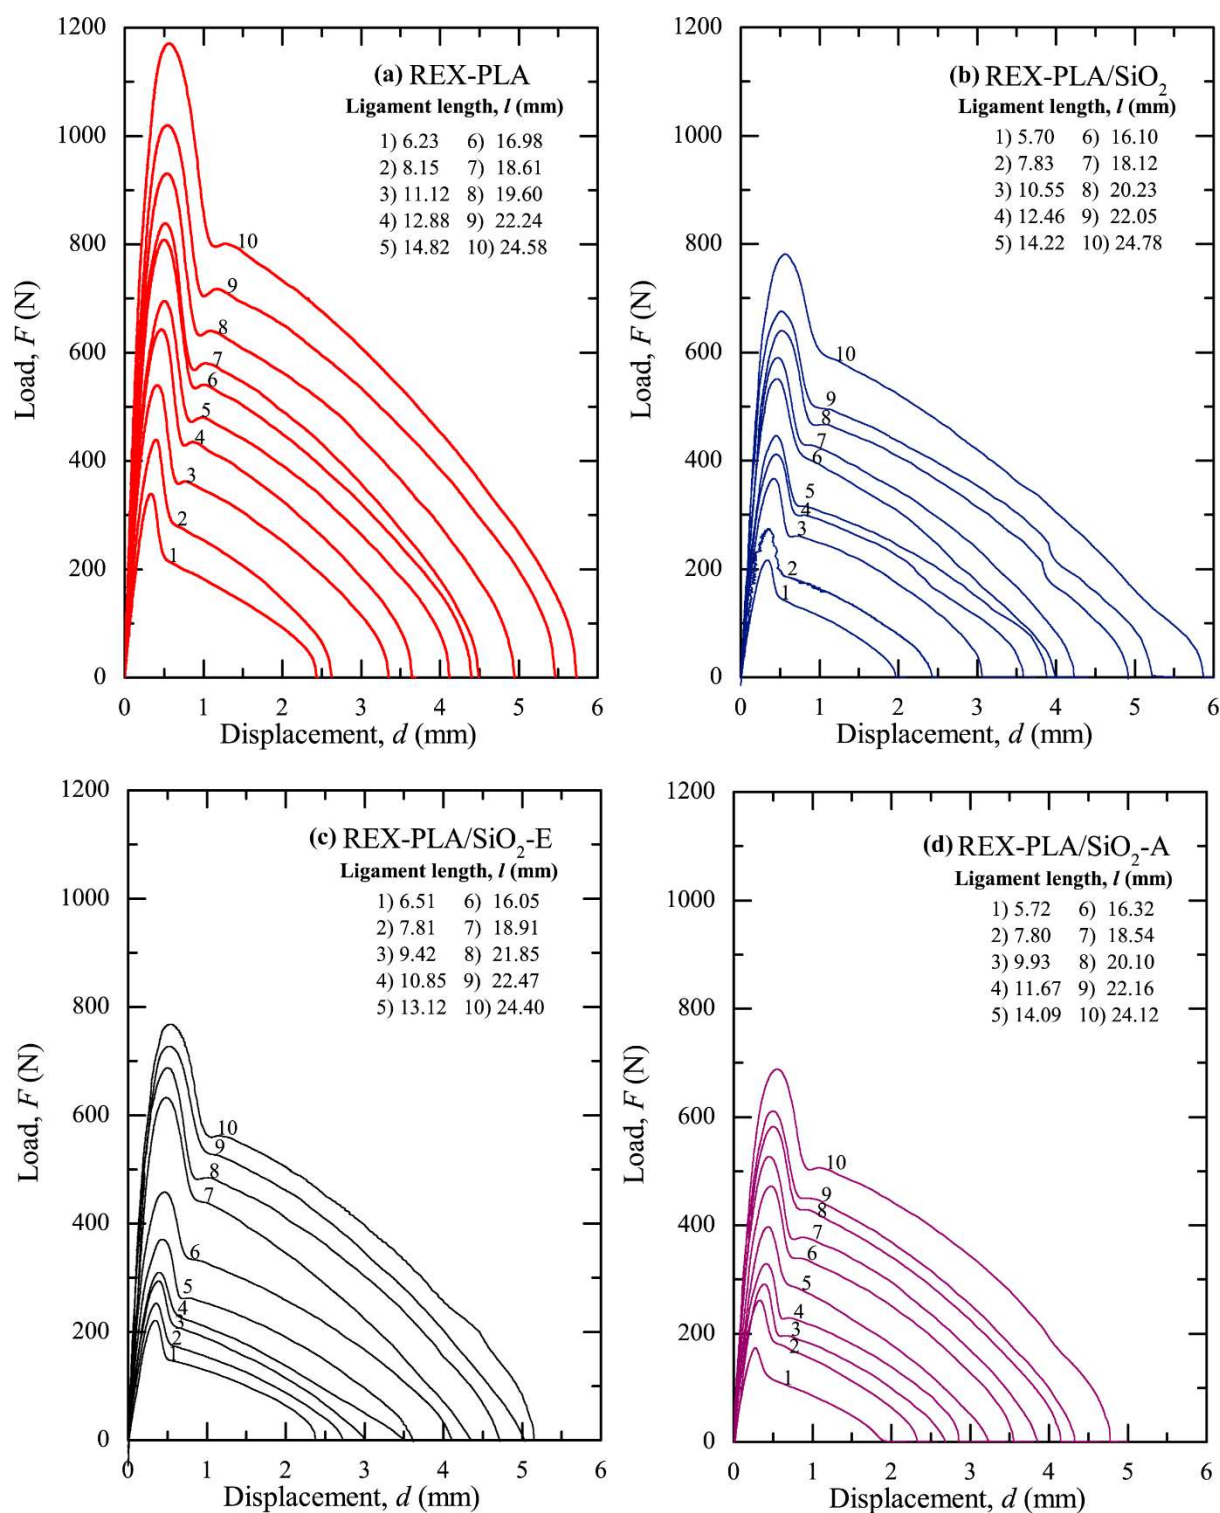 (a) REX-PLA
Ligament length, l (mm)
1) 6.23 6) 16.98
2) 8.15 7) 18.61
3) 11.12 8) 19.60
4) 12.88 9) 22.24
5) 14.82 10) 24.58
1200
1000
800
600
400
200
0
Load, F (N)
10
9
8
7
6
5
4
3
2
1
0 1 2 3 4 5 6
Displacement, d (mm)
(b) REX-PLA/SiO2
Ligament length, l (mm)
1) 5.70 6) 16.10
2) 7.83 7) 18.12
3) 10.55 8) 20.23
4) 12.46 9) 22.05
5) 14.22 10) 24.78
1200
1000
800
600
400
200
0
Load, F (N)
10
9
8
7
6
5
4
3
2
1
0 1 2 3 4 5 6
Displacement, d (mm)
(c) REX-PLA/SiO2-E
Ligament length, l (mm)
1) 6.51 6) 16.05
2) 7.81 7) 18.91
3) 9.42 8) 21.85
4) 10.85 9) 22.47
5) 13.12 10) 24.40
1200
1000
800
600
400
200
0
Load, F (N)
10
9
8
7
6
5
4
3
2
1
0 1 2 3 4 5 6
Displacement, d (mm)
(d) REX-PLA/SiO2-A
Ligament length, l (mm)
1) 5.72 6) 16.32
2) 7.80 7) 18.54
3) 9.93 8) 20.10
4) 11.67 9) 22.16
5) 14.09 10) 24.12
1200
1000
800
600
400
200
0
Load, F (N)
10
9
8
7
6
5
4
3
2
1
0 1 2 3 4 5 6
Displacement, d (mm)